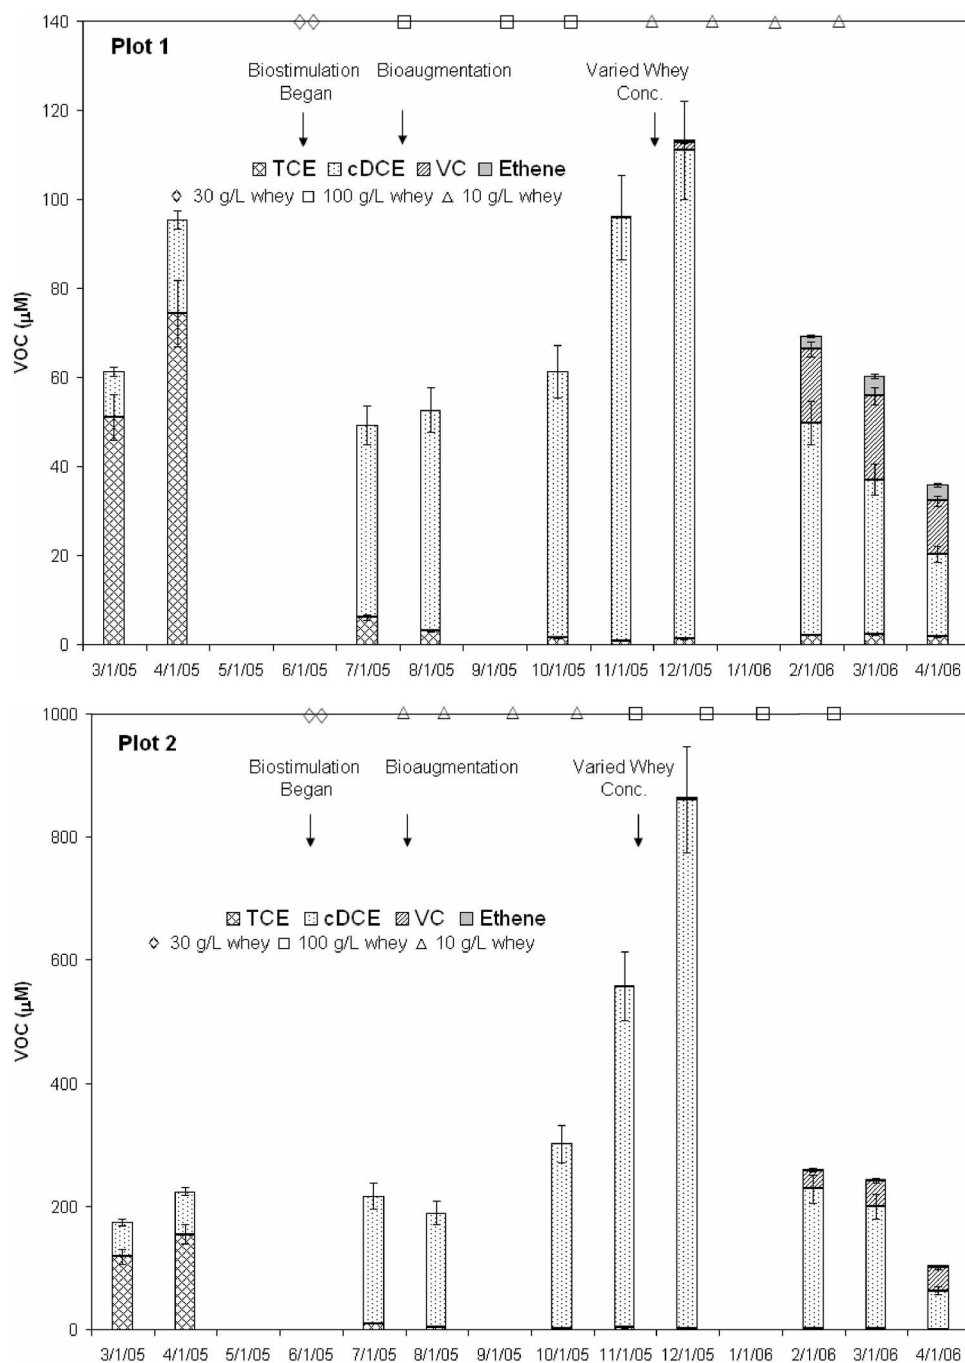 140
Plot 1
Biostimulation
Began
Bioaugmentation
Varied Whey
Conc.
120
TCE cDCE VC Ethene
30 g/L whey 100 g/L whey 10 g/L whey
100
80
60
40
20
0
VOC (μM)
3/1/05 4/1/05 5/1/05 6/1/05 7/1/05 8/1/05 9/1/05 10/1/05 11/1/05 12/1/05 1/1/06 2/1/06 3/1/06 4/1/06
1000
Plot 2
Biostimulation
Began
Bioaugmentation
Varied Whey
Conc.
800
TCE cDCE VC Ethene
30 g/L whey 100 g/L whey 10 g/L whey
600
400
200
0
VOC (μM)
3/1/05 4/1/05 5/1/05 6/1/05 7/1/05 8/1/05 9/1/05 10/1/05 11/1/05 12/1/05 1/1/06 2/1/06 3/1/06 4/1/06